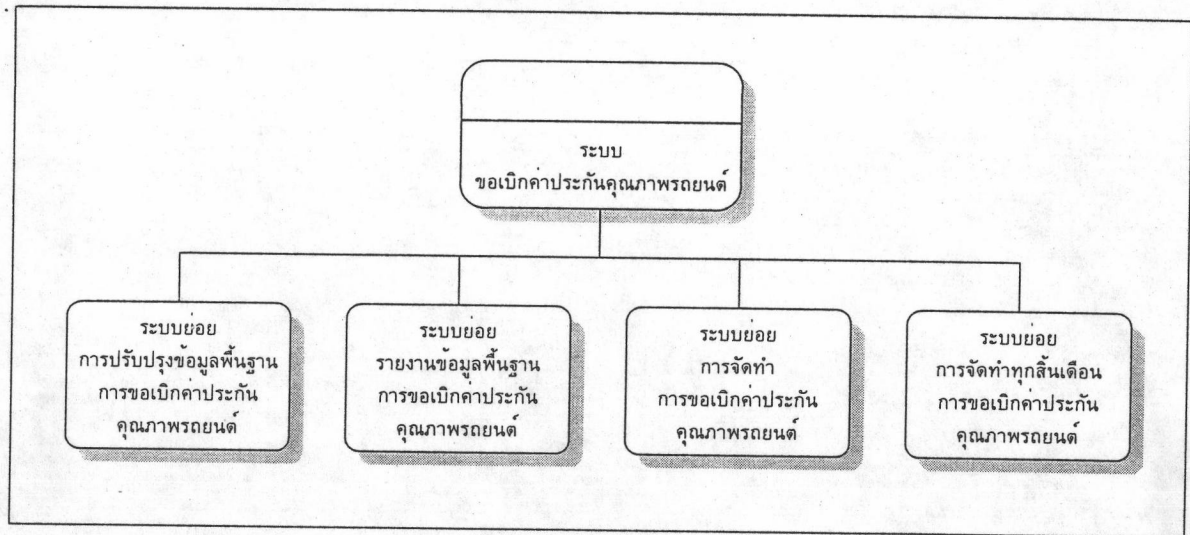 ระบบ
ขอเบิกค่าประกันคุณภาพรถยนต์
ระบบย่อย
การปรับปรุงข้อมูลพื้นฐาน
การขอเบิกค่าประกัน
คุณภาพรถยนต์
ระบบย่อย
รายงานข้อมูลพื้นฐาน
การขอเบิกค่าประกัน
คุณภาพรถยนต์
ระบบย่อย
การจัดทำ
การขอเบิกค่าประกัน
คุณภาพรถยนต์
ระบบย่อย
การจัดทำทุกสิ้นเดือน
การขอเบิกค่าประกัน
คุณภาพรถยนต์